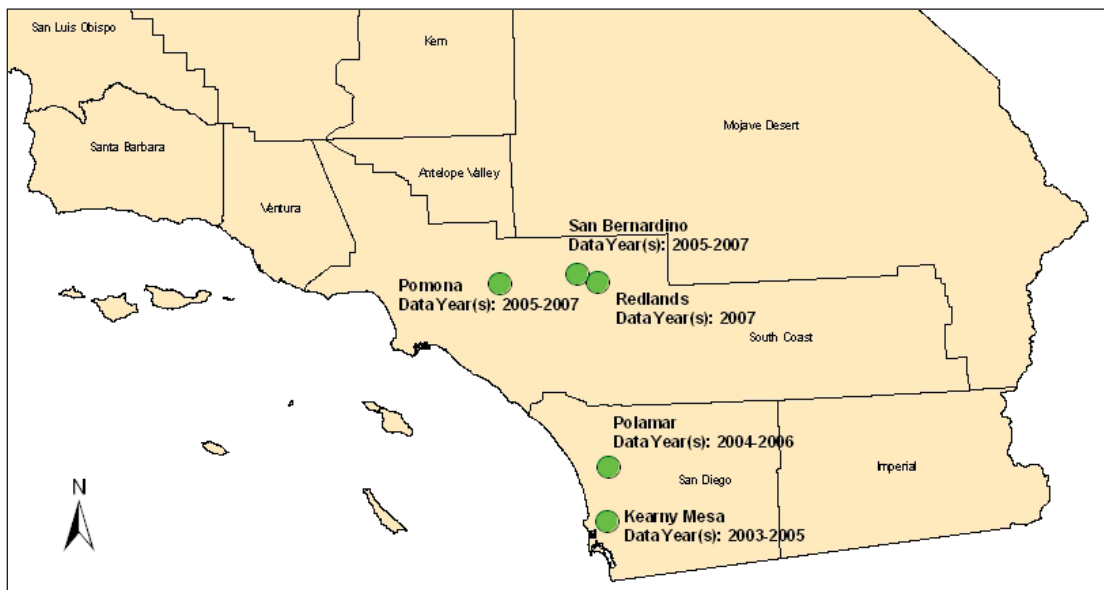 San Luis Obispo
Kern
Mojave Desert
Santa Barbara
Antelope Valley
Ventura
San Bernardino
Data Year(s): 2005-2007
Pomona
Data Year(s): 2005-2007
Redlands
Data Year(s): 2007
South Coast
Polamar
Data Year(s): 2004-2006
San Diego
Imperial
Kearny Mesa
Data Year(s): 2003-2005
N